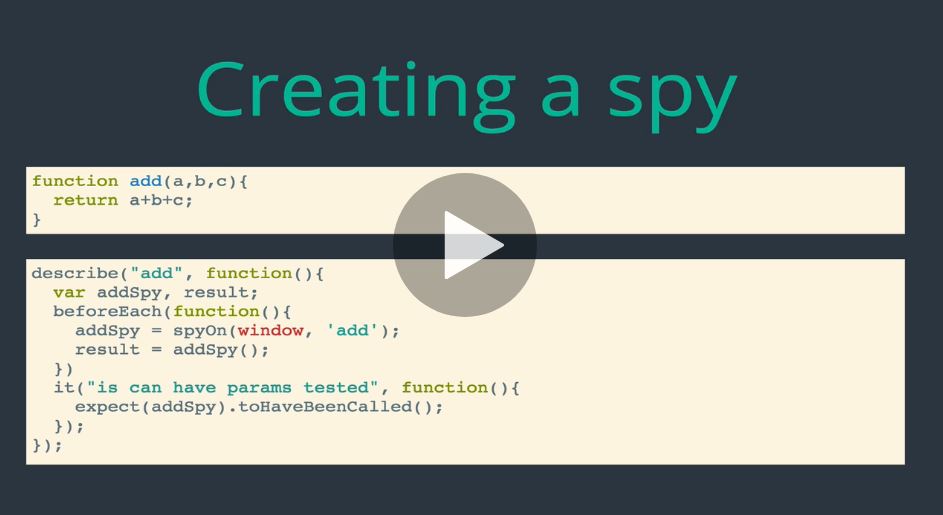 Creating a spy
function add(a,b,c){
  return a+b+c;
}
describe("add", function(){
  var addSpy, result;
  beforeEach(function(){
    addSpy = spyOn(window, 'add');
    result = addSpy();
  })
  it("is can have params tested", function(){
    expect(addSpy).toHaveBeenCalled();
  });
});